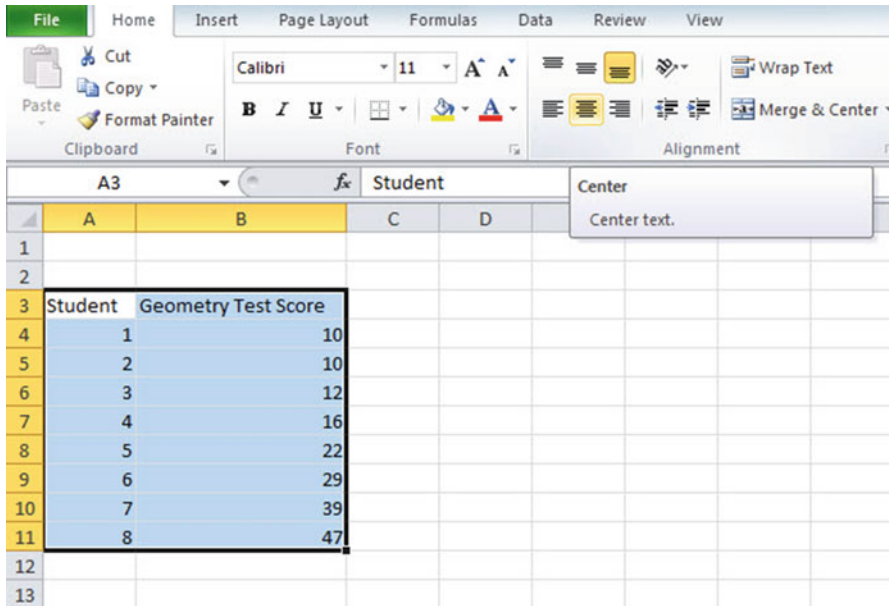 File Home Insert Page Layout Formulas Data Review View
Cut
Copy
Paste
Format Painter
Calibri 11 A A
B I U A
Wrap Text
Merge & Center
Clipboard Font Alignment
A3 fx Student
Center
Center text.
A B C D
1
2
3 Student Geometry Test Score
4 1 10
5 2 10
6 3 12
7 4 16
8 5 22
9 6 29
10 7 39
11 8 47
12
13